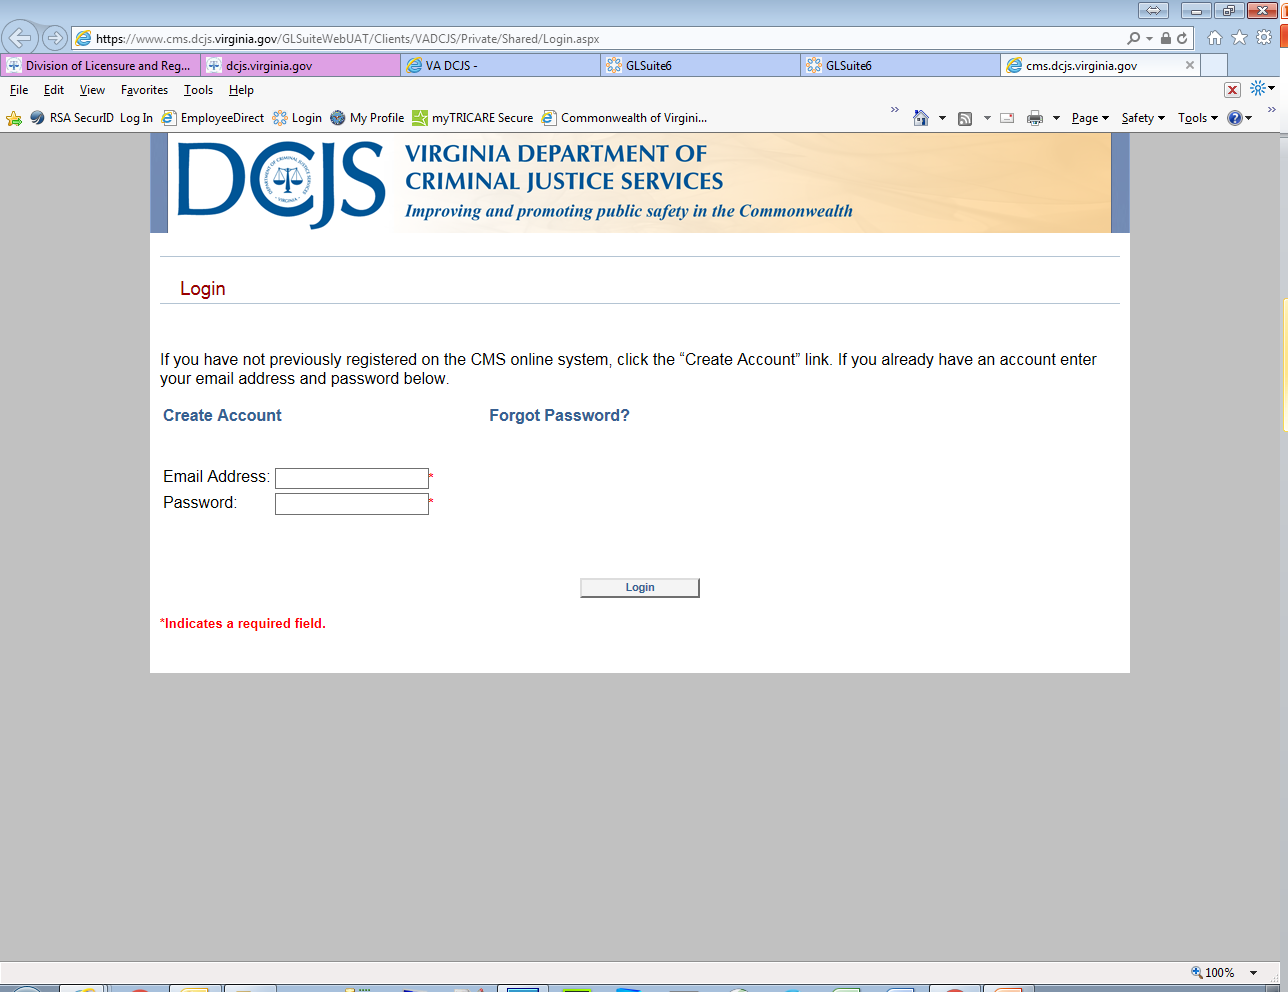 https://www.cms.dcjs.virginia.gov/GLSuiteWebUAT/Clients/VADCJS/Private/Shared/Login.aspx
Division of Licensure and Reg... dcjs.virginia.gov VA DCJS - GLSuite6 GLSuite6 cms.dcjs.virginia.gov
File Edit View Favorites Tools Help
RSA SecurID Log In EmployeeDirect Login My Profile myTRICARE Secure Commonwealth of Virgini... Page Safety Tools
DCJS
VIRGINIA DEPARTMENT OF
CRIMINAL JUSTICE SERVICES
Improving and promoting public safety in the Commonwealth
Login
If you have not previously registered on the CMS online system, click the “Create Account” link. If you already have an account enter
your email address and password below.
Create Account Forgot Password?
Email Address: *
Password: *
Login
*Indicates a required field.
100%